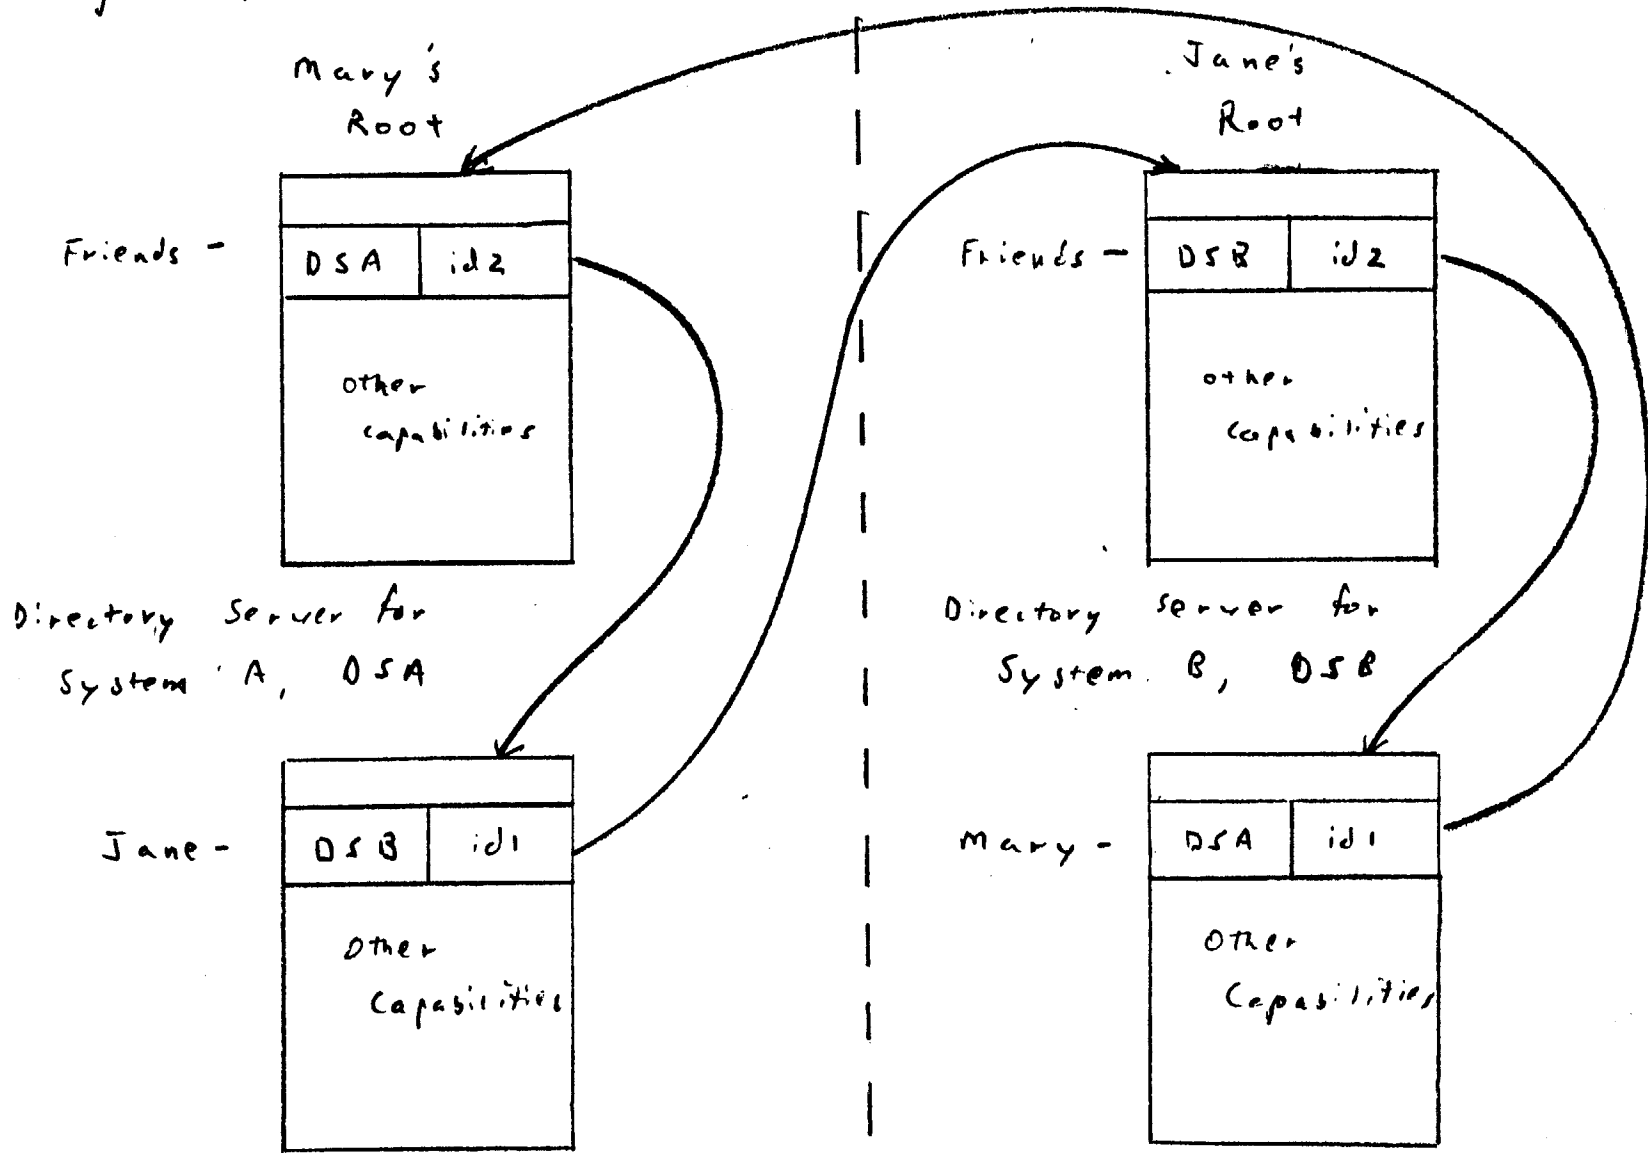 Mary's
Root
Jane's
Root
Friends - DSA id2
Friends - DSB id2
other
capabilities
other
capabilities
Directory Server for
System A, DSA
Directory server for
System B, DSB
Jane - DSB id1
Mary - DSA id1
Other
Capabilities
Other
Capabilities